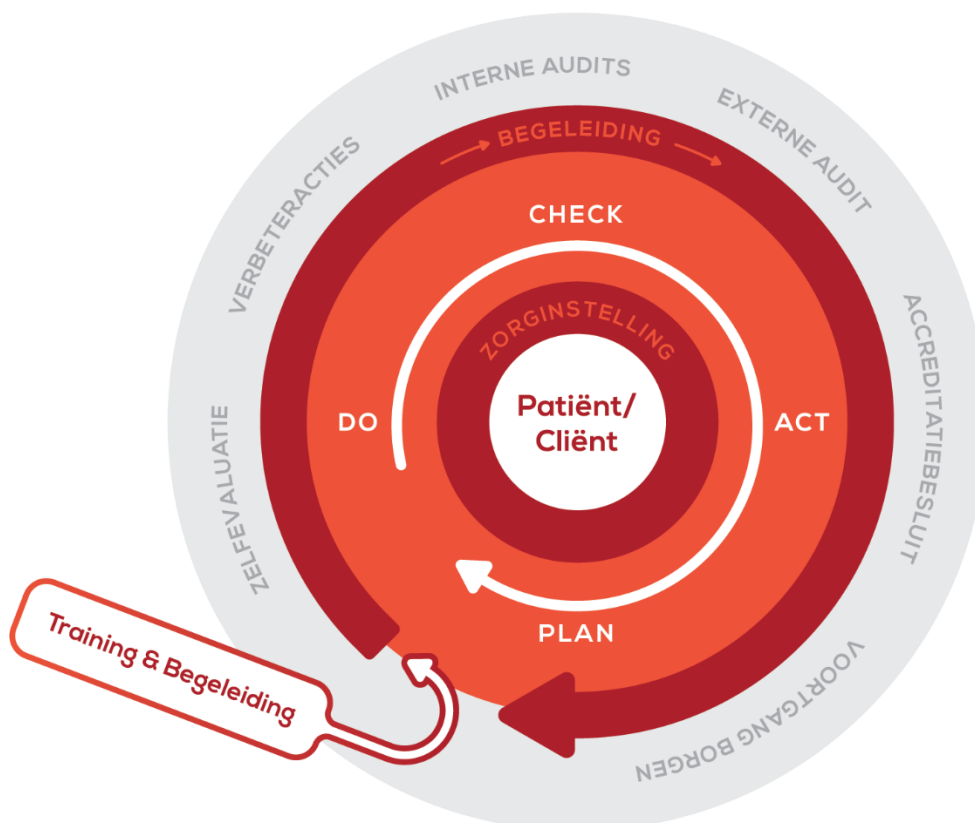 INTERNE AUDITS
EXTERNE AUDIT
ACCREDITATIEBESLUIT
VOORTGANG BORGEN
ZELFEVALUATIE
VERBETERACTIES
BEGELEIDING
CHECK
ACT
PLAN
DO
ZORGINSTELLING
Patiënt/
Cliënt
Training & Begeleiding